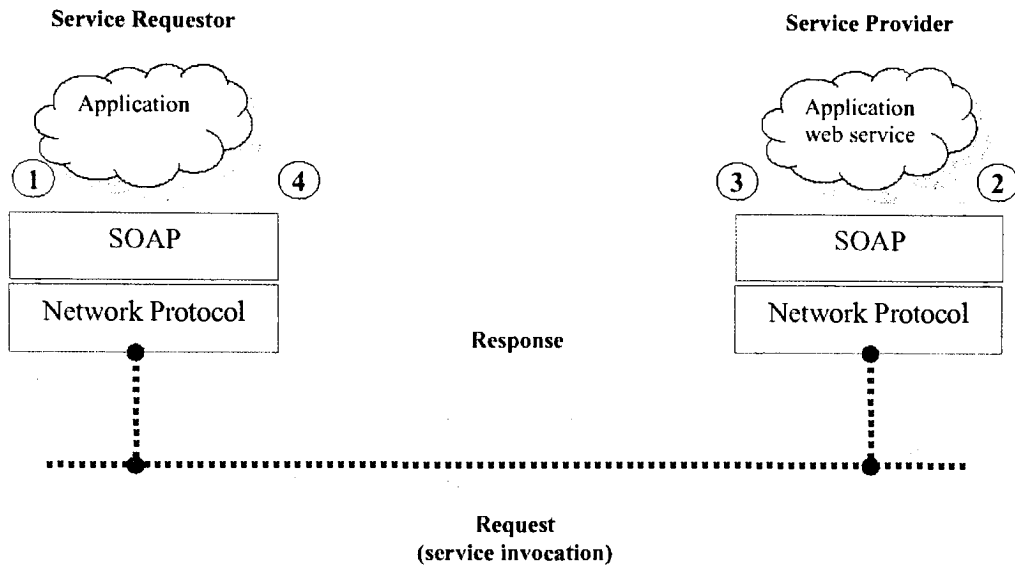 Service Requestor
Service Provider
Application
Application
web service
1
4
3
2
SOAP
SOAP
Network Protocol
Network Protocol
Response
Request
(service invocation)